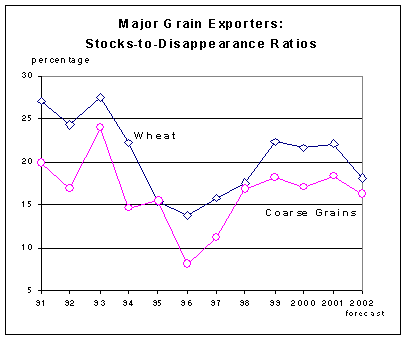 Major Grain Exporters:
Stocks-to-Disappearance Ratios
percentage
30
25
20
15
10
5
Wheat
Coarse Grains
91 92 93 94 95 96 97 98 99 2000 2001 2002
forecast